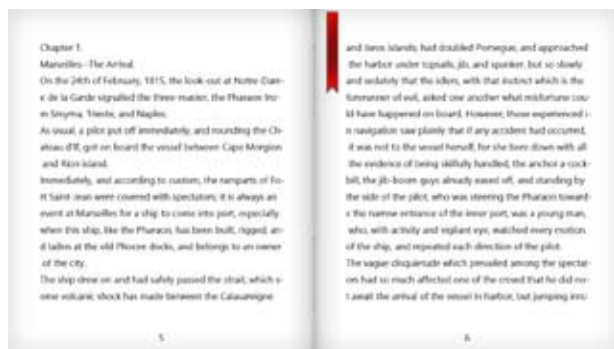 Chapter 1.
Marseilles--The Arrival.
On the 24th of February, 1815, the look-out at Notre-Dam-
e de la Garde signalled the three-master, the Pharaon fro-
m Smyrna, Trieste, and Naples.
As usual, a pilot put off immediately, and rounding the Ch-
ateau d'If, got on board the vessel between Cape Morgion
and Rion island.
Immediately, and according to custom, the ramparts of Fo-
rt Saint-Jean were covered with spectators; it is always an
event at Marseilles for a ship to come into port, especially
when this ship, like the Pharaon, has been built, rigged, an-
d laden at the old Phocee docks, and belongs to an owner
of the city.
The ship drew on and had safely passed the strait, which s-
ome volcanic shock has made between the Calasareigne
5
and Jaros islands; had doubled Pomegue, and approached
the harbor under topsails, jib, and spanker, but so slowly
and sedately that the idlers, with that instinct which is the
forerunner of evil, asked one another what misfortune cou-
ld have happened on board. However, those experienced i-
n navigation saw plainly that if any accident had occurred,
it was not to the vessel herself, for she bore down with all
the evidence of being skilfully handled, the anchor a-cock-
bill, the jib-boom guys already eased off, and standing by
the side of the pilot, who was steering the Pharaon toward-
s the narrow entrance of the inner port, was a young man,
who, with activity and vigilant eye, watched every motion
of the ship, and repeated each direction of the pilot.
The vague disquietude which prevailed among the spectat-
ors had so much affected one of the crowd that he did no-
t await the arrival of the vessel in harbor, but jumping into
6